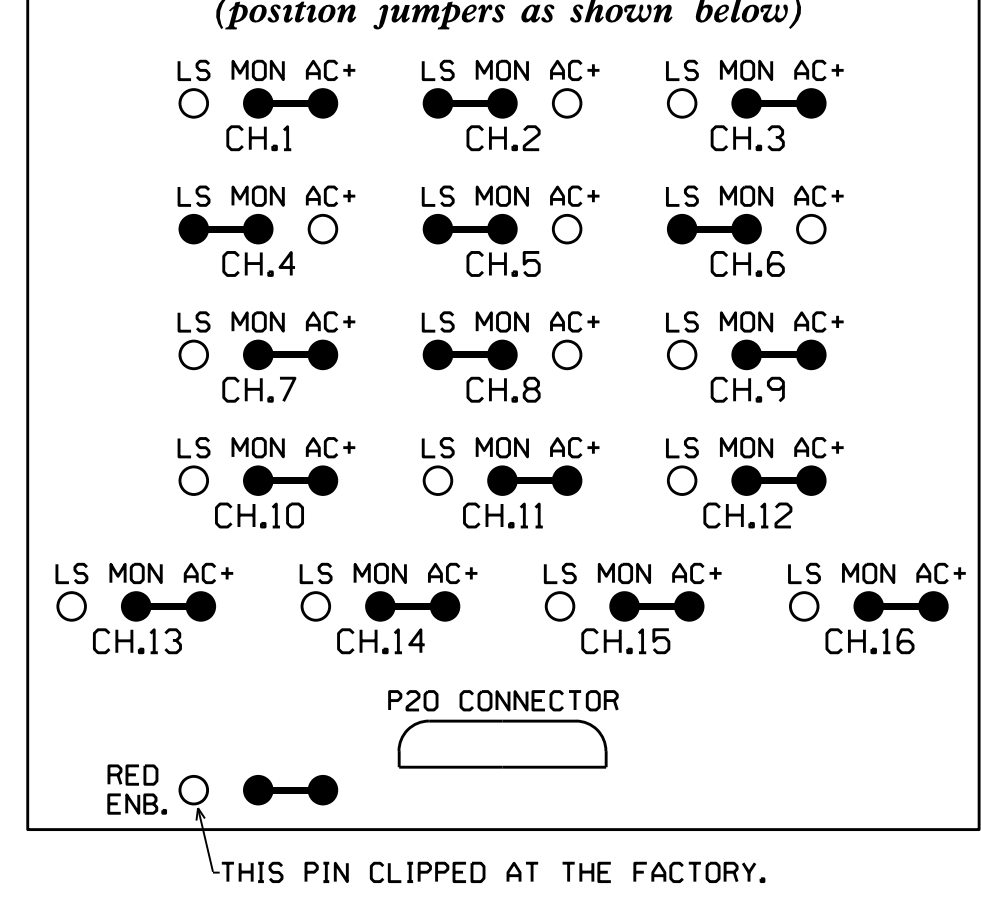 (position jumpers as shown below)
LS MON AC+ LS MON AC+ LS MON AC+
CH.1 CH.2 CH.3
LS MON AC+ LS MON AC+ LS MON AC+
CH.4 CH.5 CH.6
LS MON AC+ LS MON AC+ LS MON AC+
CH.7 CH.8 CH.9
LS MON AC+ LS MON AC+ LS MON AC+
CH.10 CH.11 CH.12
LS MON AC+ LS MON AC+ LS MON AC+ LS MON AC+
CH.13 CH.14 CH.15 CH.16
P20 CONNECTOR
RED
ENB.
THIS PIN CLIPPED AT THE FACTORY.